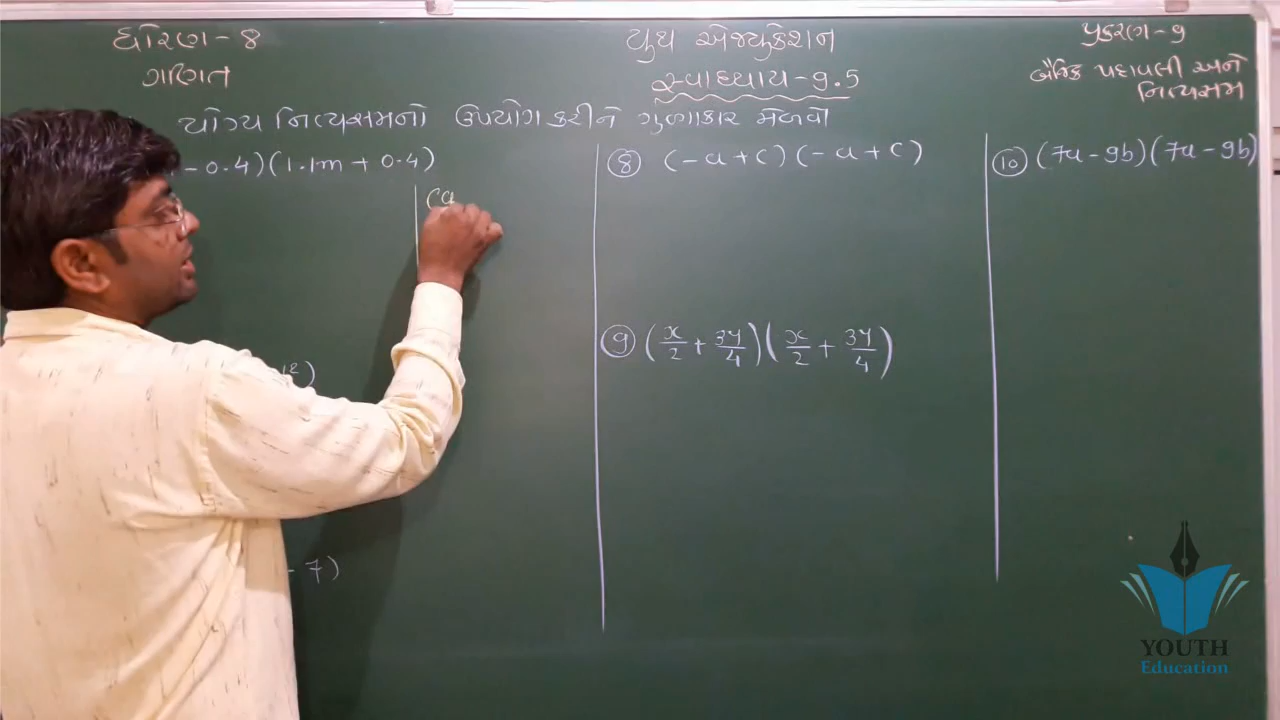 ધોરણ - 8
ગણિત
યુથ એજ્યુકેશન
સ્વાધ્યાય - 9.5
પ્રકરણ - 9
બૈજિક પદાવલી અને
નિત્યસમ
યોગ્ય નિત્યસમનો ઉપયોગ કરીને ગુણાકાર મેળવો
- 0.4) (1.1m + 0.4)
(a
12)
- 7)
⑧ (- a + c) (- a + c)
⑨ (x/2 + 3y/4) (x/2 + 3y/4)
⑩ (7a - 9b) (7a - 9b)
YOUTH
Education